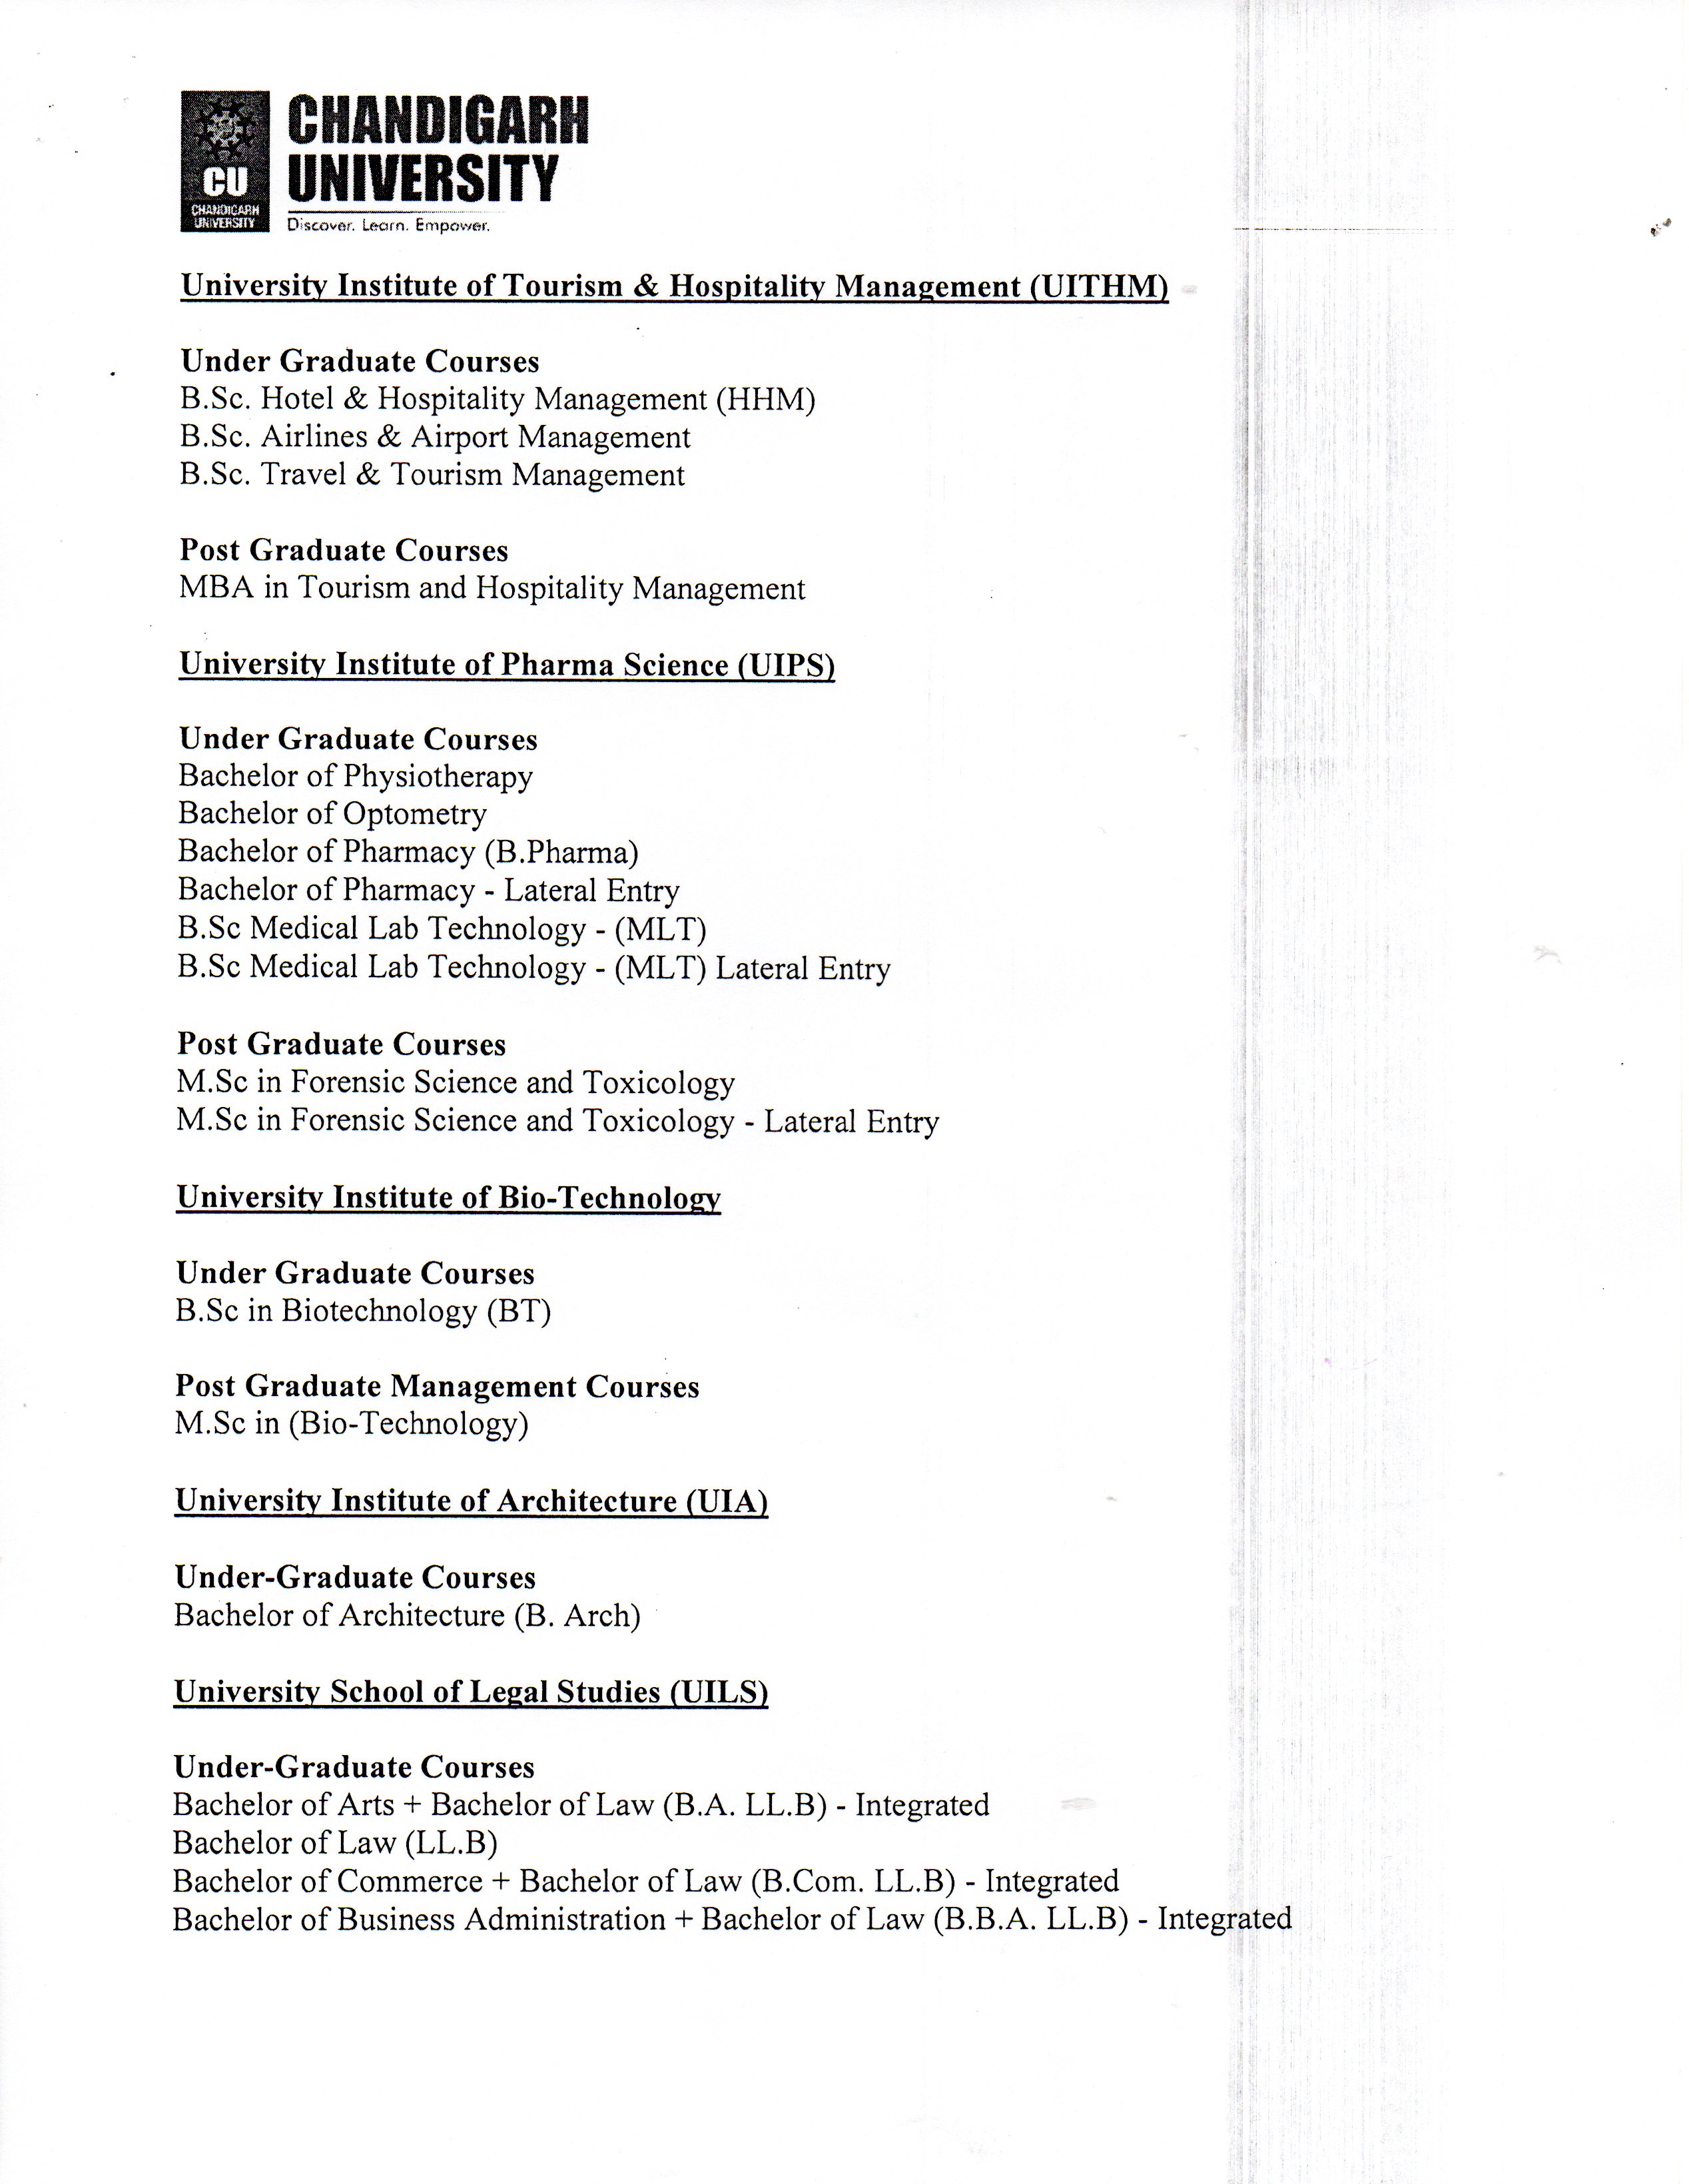 CU
CHANDIGARH
UNIVERSITY
CHANDIGARH
UNIVERSITY
Discover. Learn. Empower.
University Institute of Tourism & Hospitality Management (UITHM)
Under Graduate Courses
B.Sc. Hotel & Hospitality Management (HHM)
B.Sc. Airlines & Airport Management
B.Sc. Travel & Tourism Management
Post Graduate Courses
MBA in Tourism and Hospitality Management
University Institute of Pharma Science (UIPS)
Under Graduate Courses
Bachelor of Physiotherapy
Bachelor of Optometry
Bachelor of Pharmacy (B.Pharma)
Bachelor of Pharmacy - Lateral Entry
B.Sc Medical Lab Technology - (MLT)
B.Sc Medical Lab Technology - (MLT) Lateral Entry
Post Graduate Courses
M.Sc in Forensic Science and Toxicology
M.Sc in Forensic Science and Toxicology - Lateral Entry
University Institute of Bio-Technology
Under Graduate Courses
B.Sc in Biotechnology (BT)
Post Graduate Management Courses
M.Sc in (Bio-Technology)
University Institute of Architecture (UIA)
Under-Graduate Courses
Bachelor of Architecture (B. Arch)
University School of Legal Studies (UILS)
Under-Graduate Courses
Bachelor of Arts + Bachelor of Law (B.A. LL.B) - Integrated
Bachelor of Law (LL.B)
Bachelor of Commerce + Bachelor of Law (B.Com. LL.B) - Integrated
Bachelor of Business Administration + Bachelor of Law (B.B.A. LL.B) - Integrated